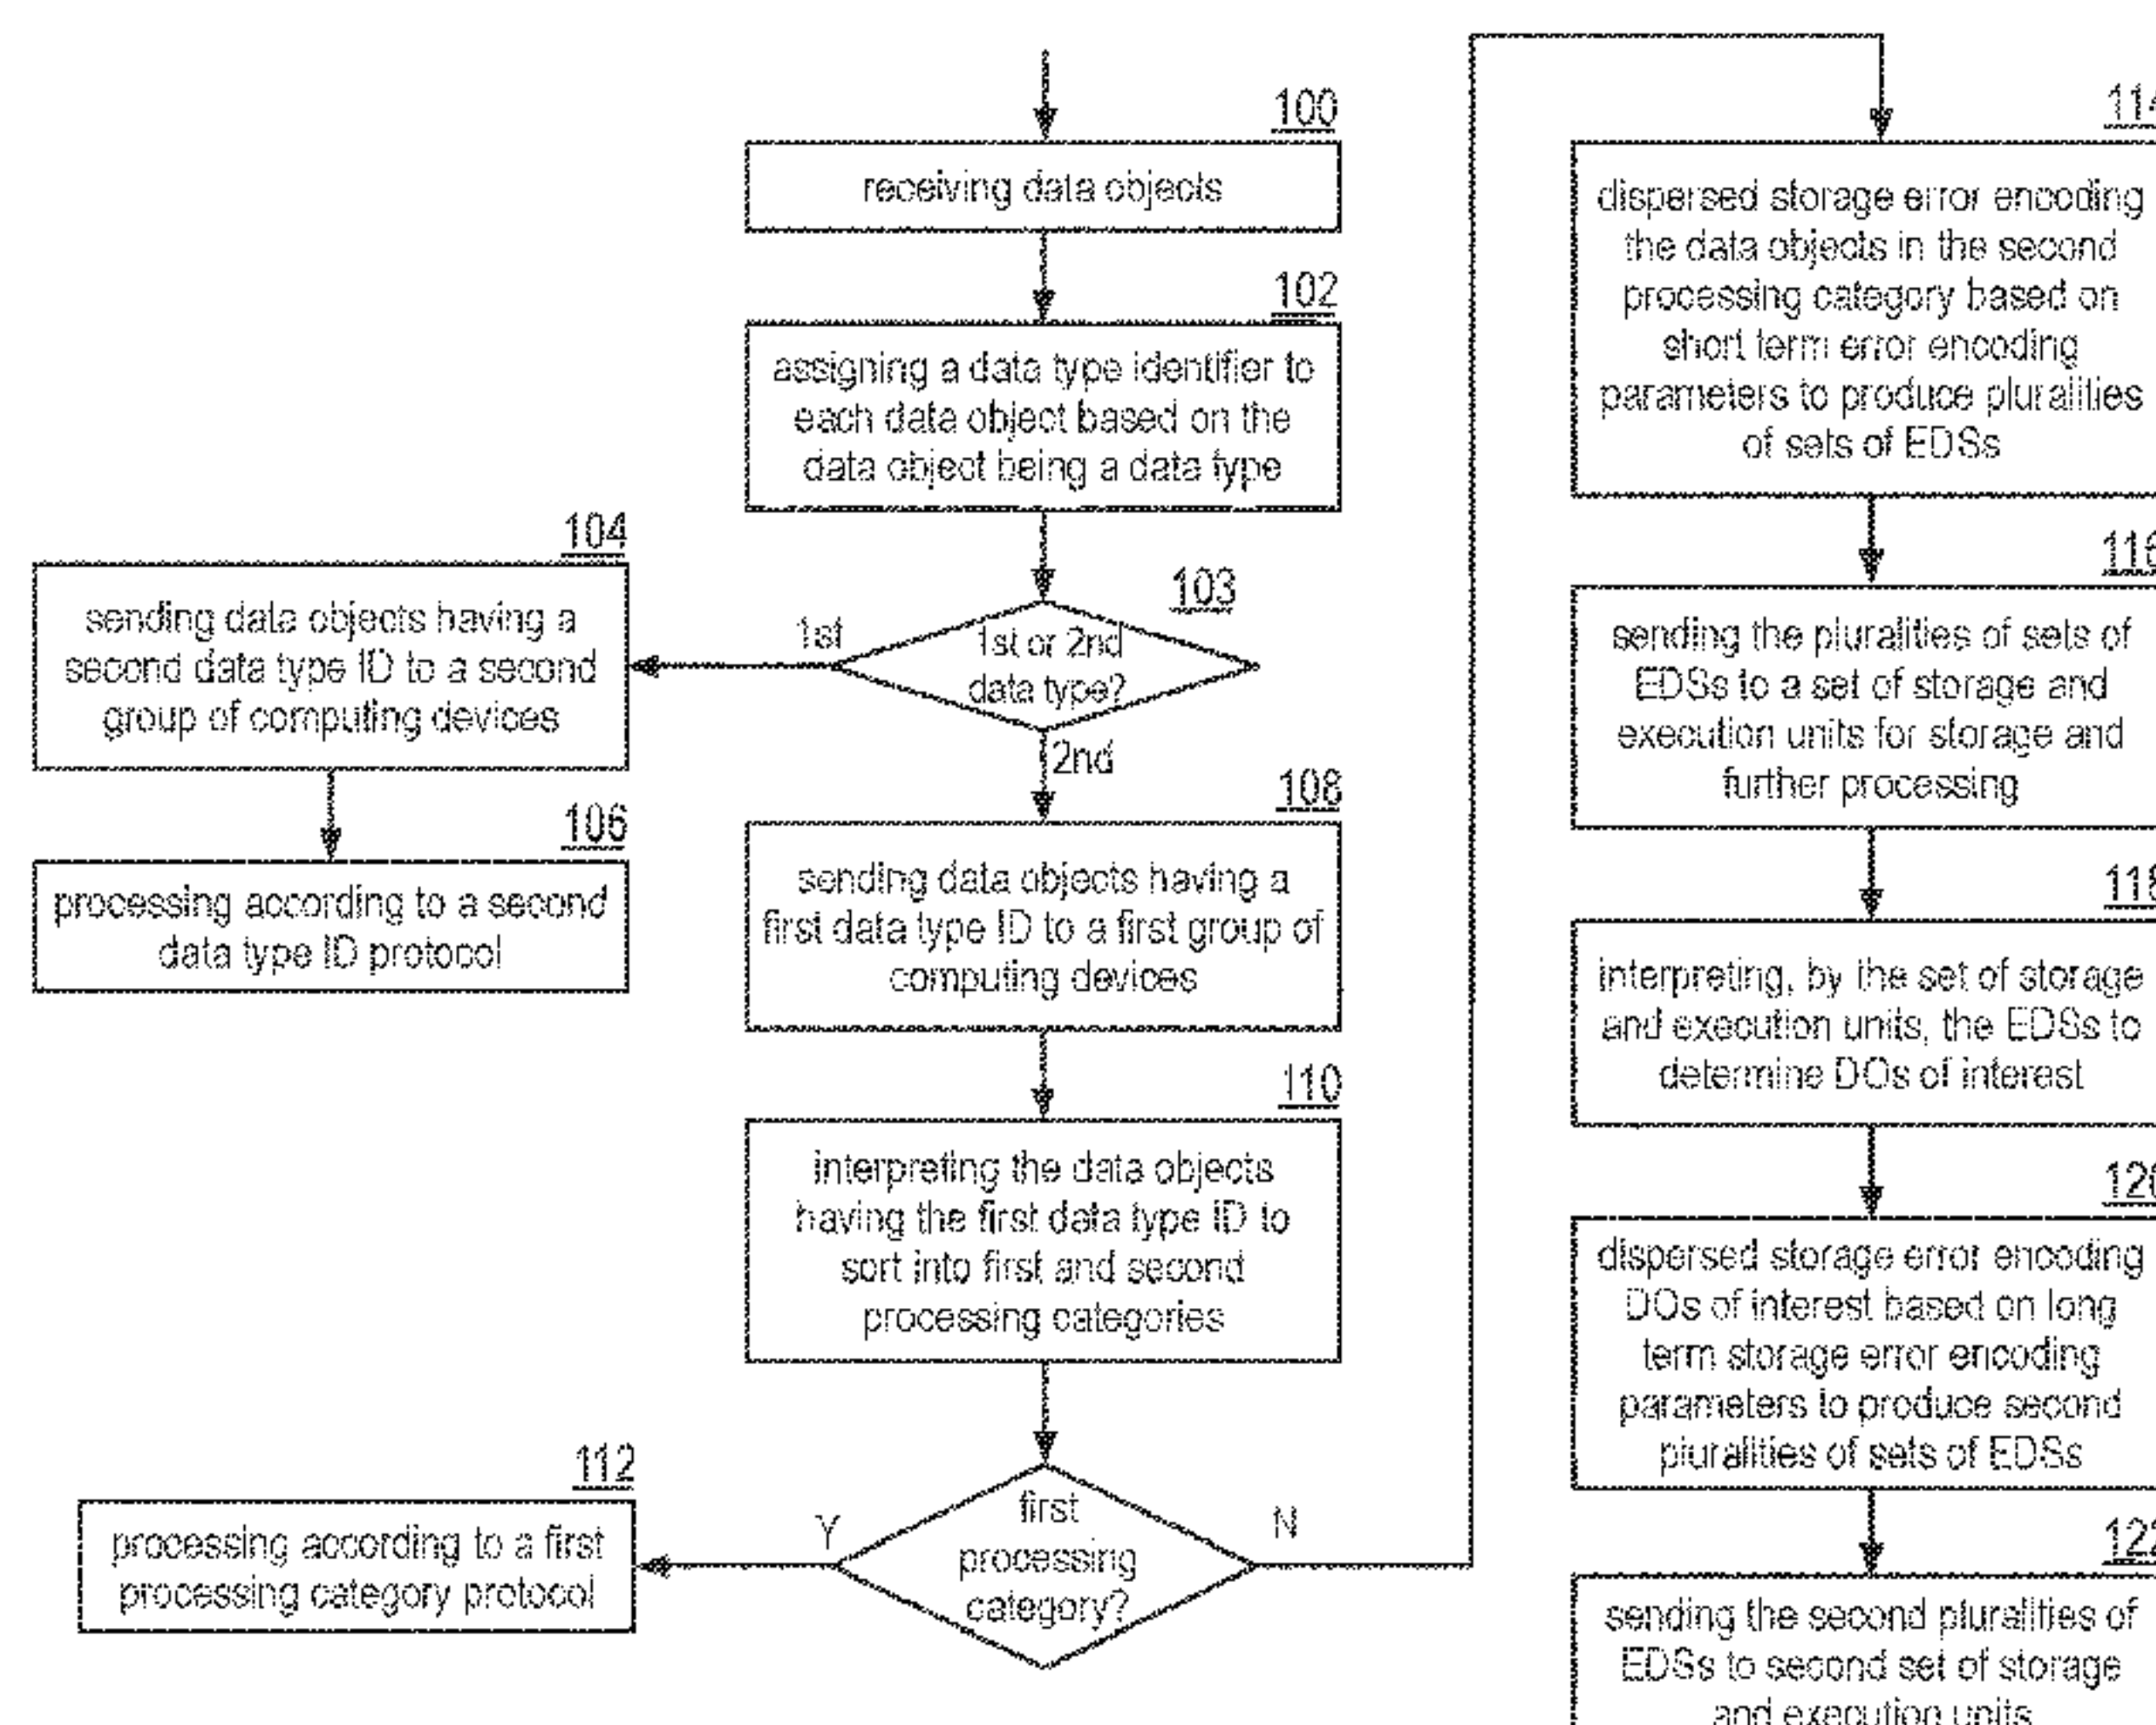 100
receiving data objects
102
assigning a data type identifier to
each data object based on the
data object being a data type
103
1st or 2nd
data type?
1st
2nd
104
sending data objects having a
second data type ID to a second
group of computing devices
106
processing according to a second
data type ID protocol
108
sending data objects having a
first data type ID to a first group of
computing devices
110
interpreting the data objects
having the first data type ID to
sort into first and second
processing categories
first
processing
category?
Y
N
112
processing according to a first
processing category protocol
114
dispersed storage error encoding
the data objects in the second
processing category based on
short term error encoding
parameters to produce pluralities
of sets of EDSs
116
sending the pluralities of sets of
EDSs to a set of storage and
execution units for storage and
further processing
118
interpreting, by the set of storage
and execution units, the EDSs to
determine DOs of interest
120
dispersed storage error encoding
DOs of interest based on long
term storage error encoding
parameters to produce second
pluralities of sets of EDSs
122
sending the second pluralities of
EDSs to second set of storage
and execution units